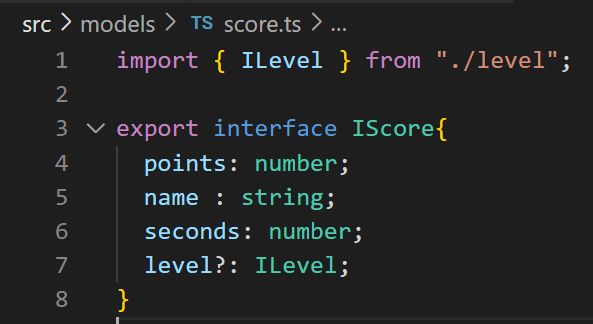 src > models > TS score.ts > ...
1 import { ILevel } from "./level";
2
3 export interface IScore{
4 points: number;
5 name : string;
6 seconds: number;
7 level?: ILevel;
8 }